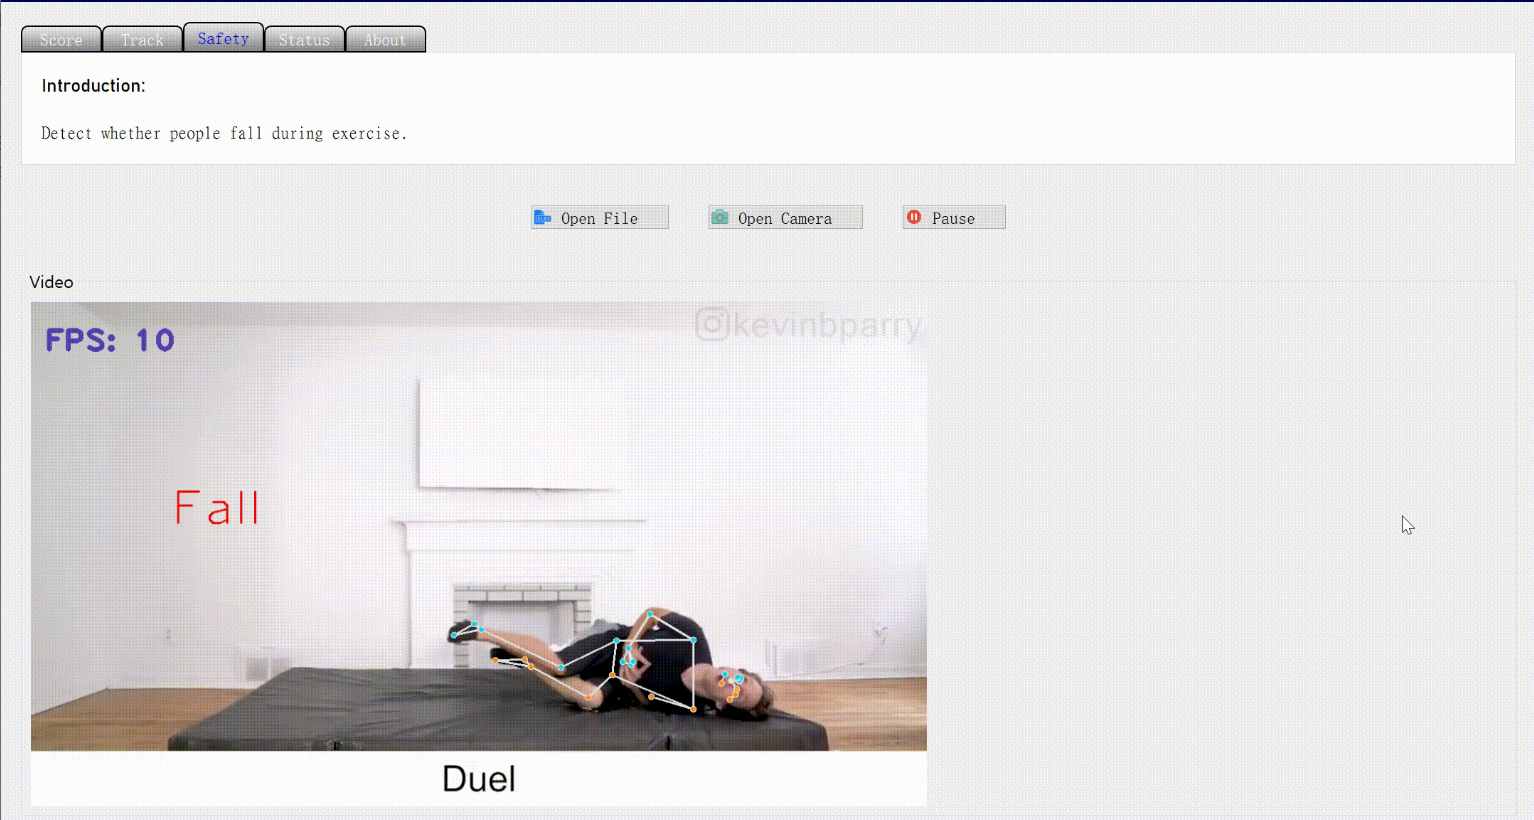 Score Track Safety Status About
Introduction:
Detect whether people fall during exercise.
Open File Open Camera Pause
Video
@kevinbparry
FPS: 10
Fall
Duel